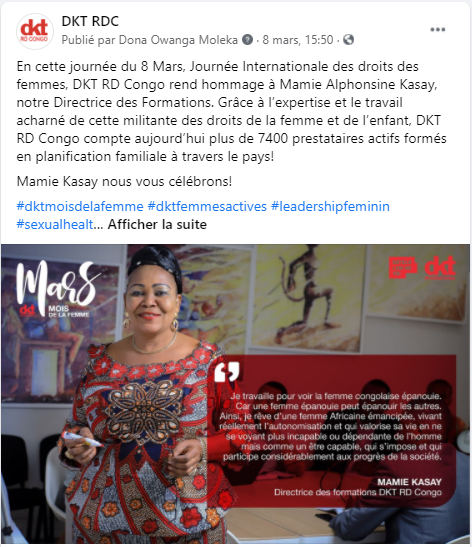 dkt
RD CONGO
DKT RDC
Publié par Dona Owanga Moleka · 8 mars, 15:50 ·
En cette journée du 8 Mars, Journée Internationale des droits des
femmes, DKT RD Congo rend hommage à Mamie Alphonsine Kasay,
notre Directrice des Formations. Grâce à l'expertise et le travail
acharné de cette militante des droits de la femme et de l'enfant, DKT
RD Congo compte aujourd'hui plus de 7400 prestataires actifs formés
en planification familiale à travers le pays!
Mamie Kasay nous vous célébrons!
#dktmoisdelafemme #dktfemmesactives #leadershipfeminin
#sexualhealt... Afficher la suite
MarS
dkt MOIS
DE LA FEMME
dkt
Je travaille pour voir la femme congolaise épanouie.
Car une femme épanouie peut épanouir les autres.
Ainsi, je rêve d'une femme Africaine émancipée, vivant
réellement l'autonomisation et qui valorise sa vie en ne
se voyant plus incapable ou dépendante de l'homme
mais comme un être capable, qui s'impose et qui
participe considérablement aux progrès de la société.
MAMIE KASAY
Directrice des formations DKT RD Congo